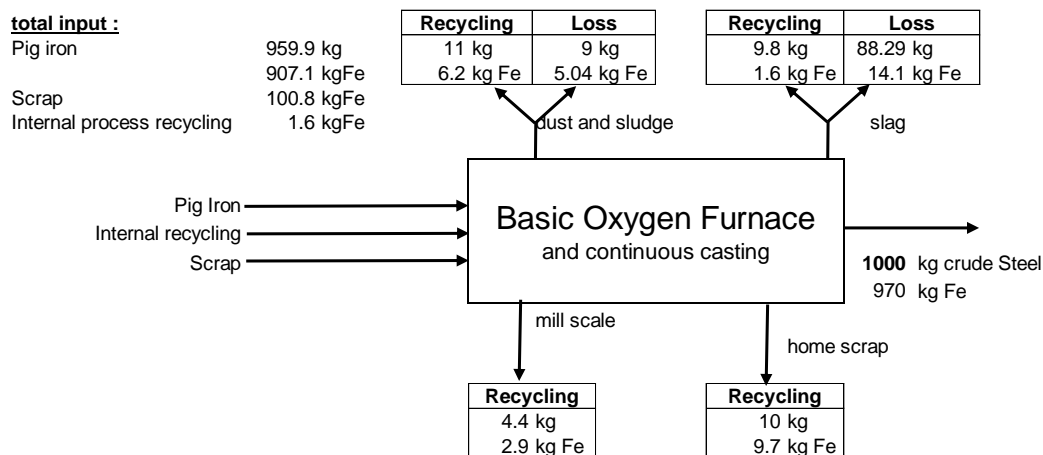 total input :
Pig iron 959.9 kg
907.1 kgFe
Scrap 100.8 kgFe
Internal process recycling 1.6 kgFe
Recycling Loss
11 kg 9 kg
6.2 kg Fe 5.04 kg Fe
dust and sludge
Recycling Loss
9.8 kg 88.29 kg
1.6 kg Fe 14.1 kg Fe
slag
Pig Iron
Internal recycling
Scrap
Basic Oxygen Furnace
and continuous casting
1000 kg crude Steel
970 kg Fe
mill scale
home scrap
Recycling
4.4 kg
2.9 kg Fe
Recycling
10 kg
9.7 kg Fe